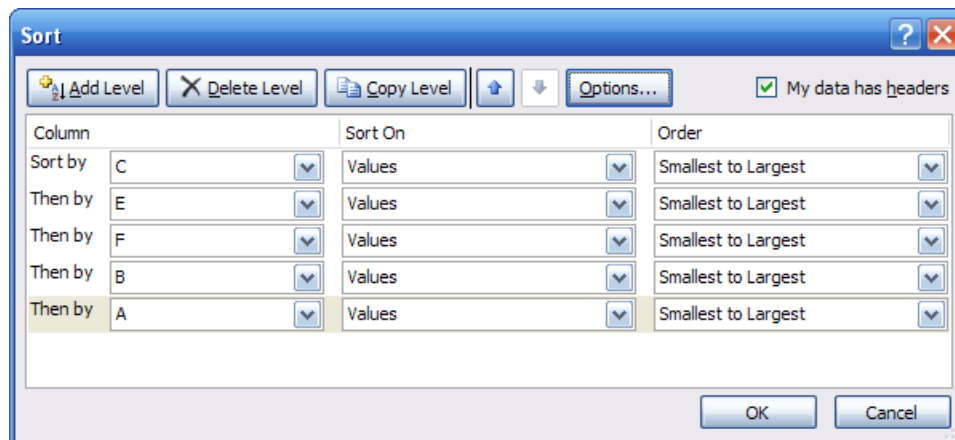 Sort
Add Level Delete Level Copy Level Options... My data has headers
Column Sort On Order
Sort by C Values Smallest to Largest
Then by E Values Smallest to Largest
Then by F Values Smallest to Largest
Then by B Values Smallest to Largest
Then by A Values Smallest to Largest
OK Cancel